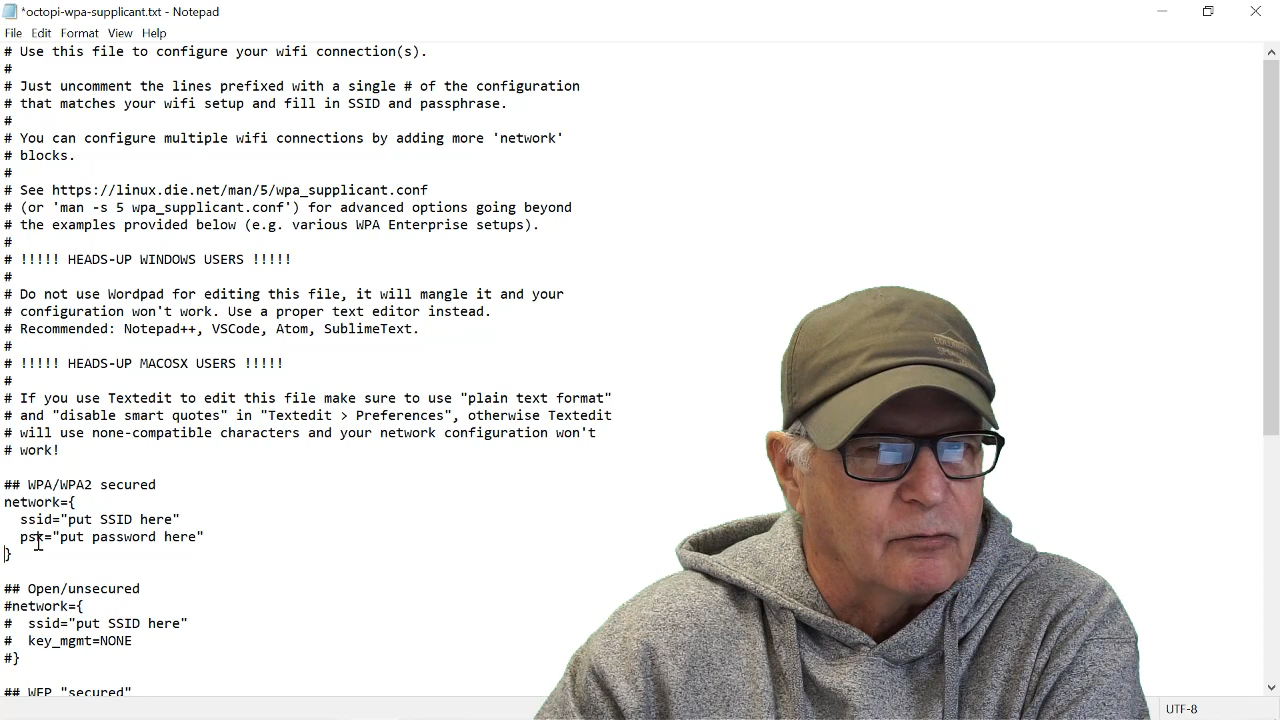 *octopi-wpa-supplicant.txt - Notepad
File Edit Format View Help
# Use this file to configure your wifi connection(s).
#
# Just uncomment the lines prefixed with a single # of the configuration
# that matches your wifi setup and fill in SSID and passphrase.
#
# You can configure multiple wifi connections by adding more 'network'
# blocks.
#
# See https://linux.die.net/man/5/wpa_supplicant.conf
# (or 'man -s 5 wpa_supplicant.conf') for advanced options going beyond
# the examples provided below (e.g. various WPA Enterprise setups).
#
# !!!!! HEADS-UP WINDOWS USERS !!!!!
#
# Do not use Wordpad for editing this file, it will mangle it and your
# configuration won't work. Use a proper text editor instead.
# Recommended: Notepad++, VSCode, Atom, SublimeText.
#
# !!!!! HEADS-UP MACOSX USERS !!!!!
#
# If you use Textedit to edit this file make sure to use "plain text format"
# and "disable smart quotes" in "Textedit > Preferences", otherwise Textedit
# will use none-compatible characters and your network configuration won't
# work!
## WPA/WPA2 secured
network={
ssid="put SSID here"
psk="put password here"
}
## Open/unsecured
#network={
# ssid="put SSID here"
# key_mgmt=NONE
#}
## WEP "secured"
UTF-8